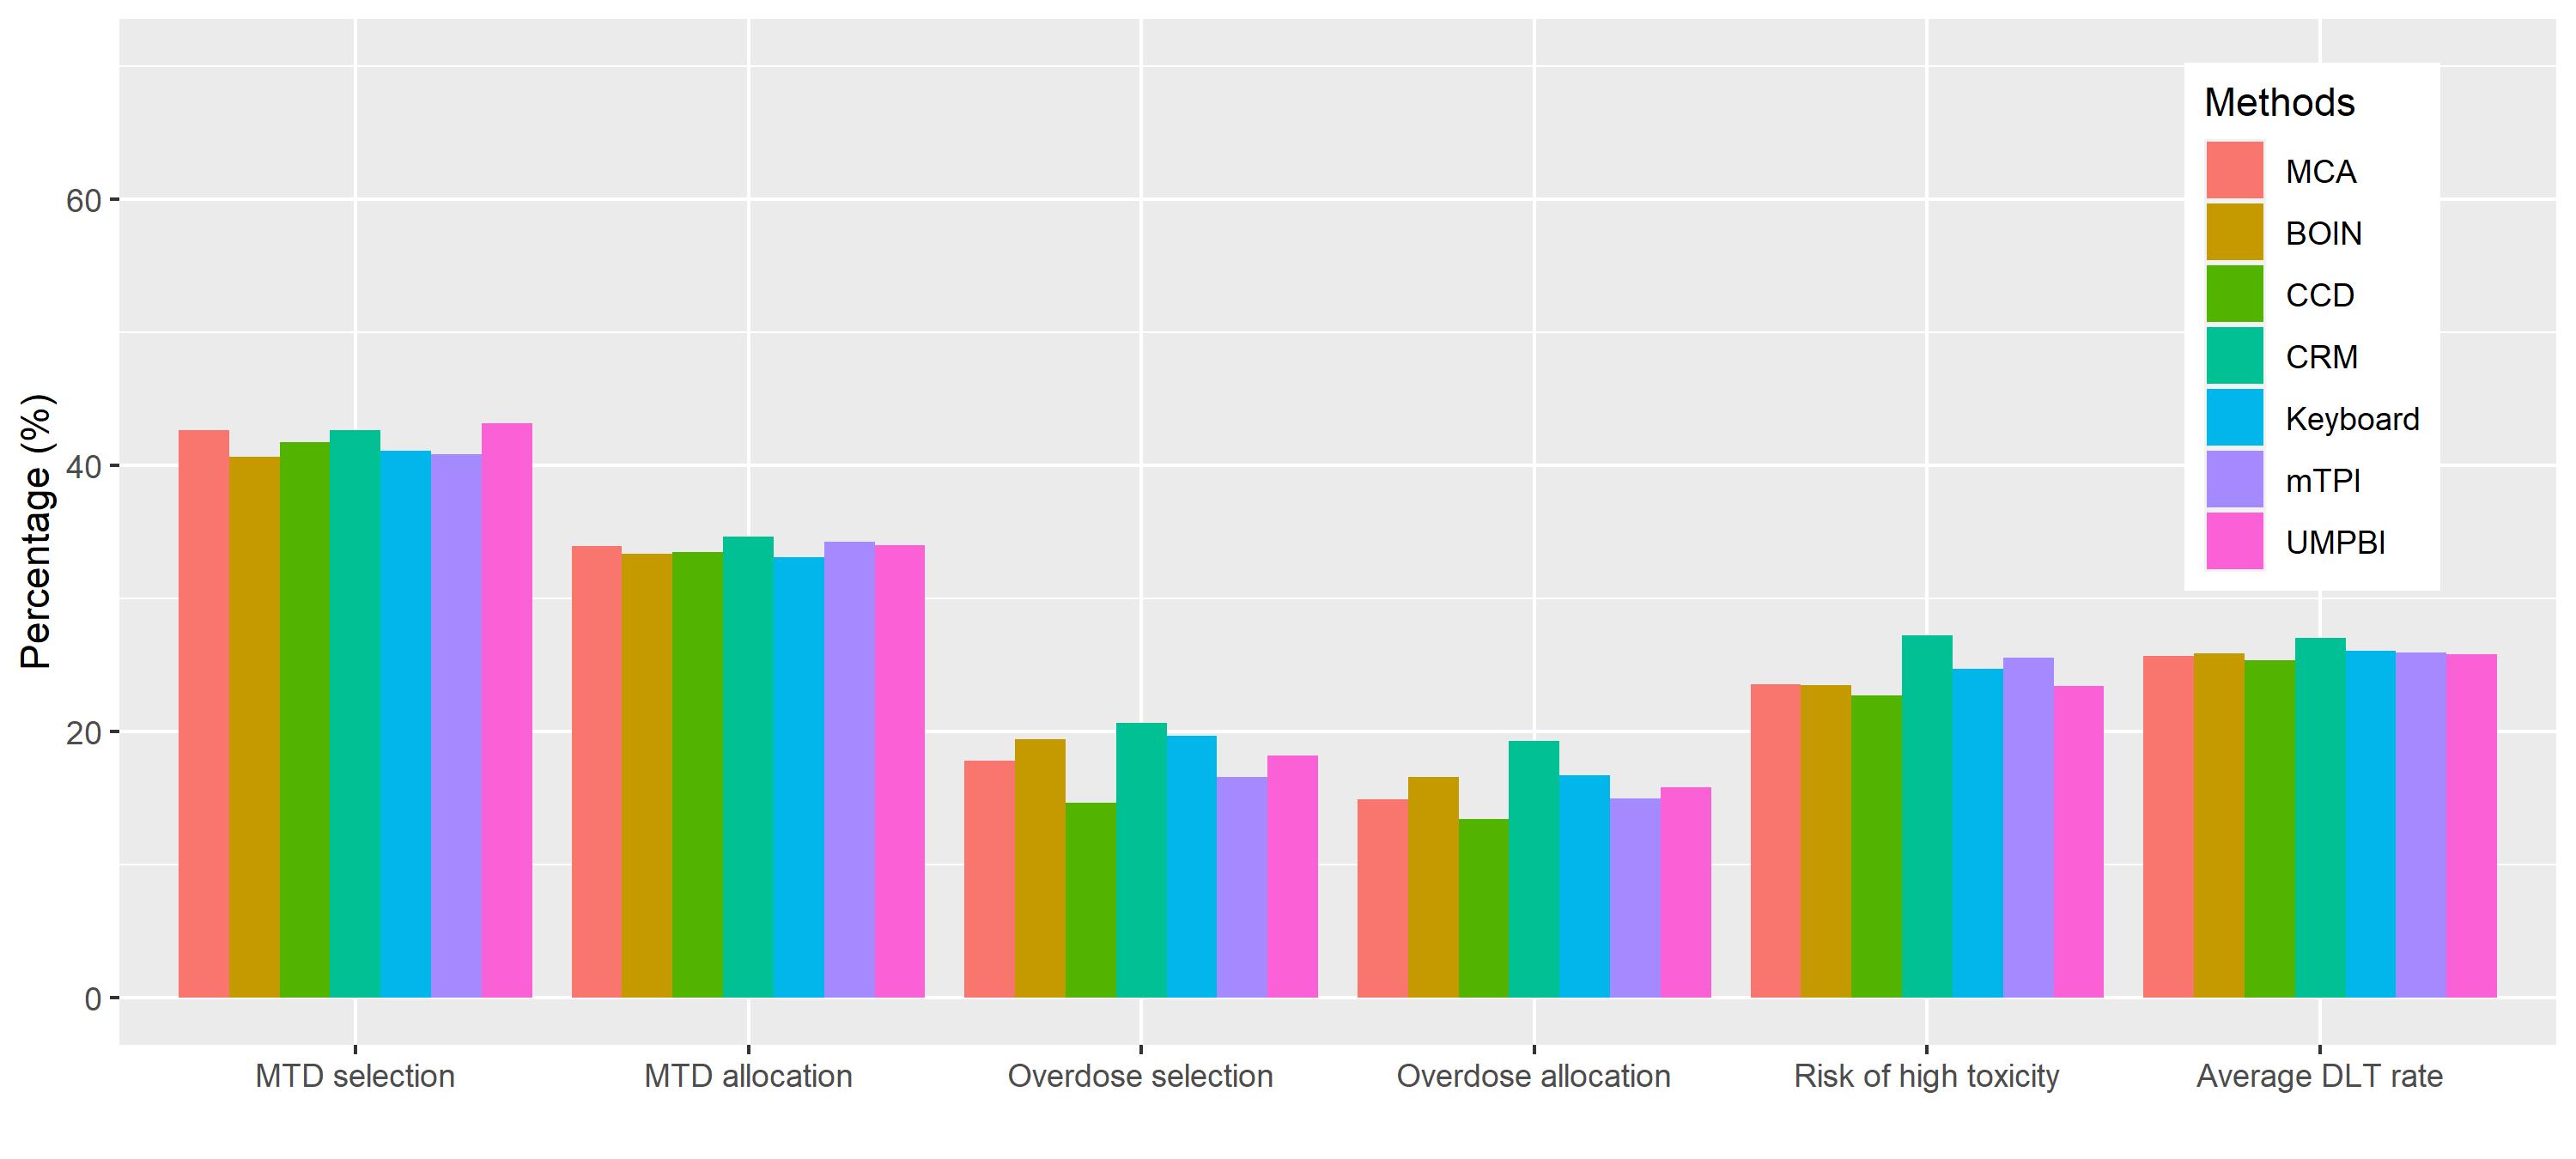 Percentage (%)
60
40
20
0
Methods
MCA
BOIN
CCD
CRM
Keyboard
mTPI
UMPBI
MTD selection
MTD allocation
Overdose selection
Overdose allocation
Risk of high toxicity
Average DLT rate